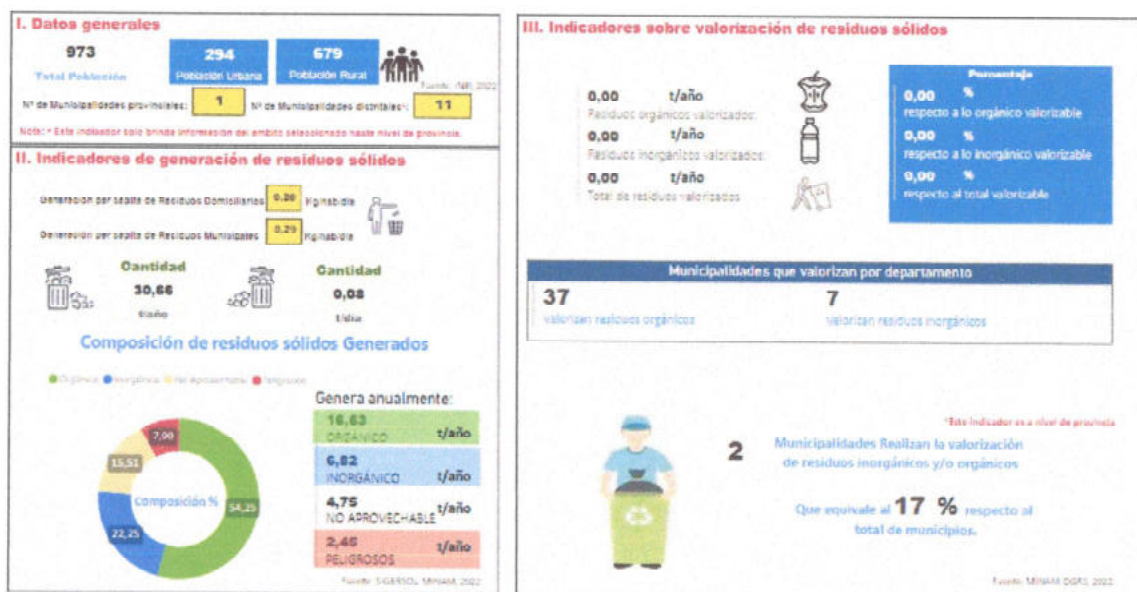 I. Datos generales
973
Total Población
294
Población Urbana
679
Población Rural
Fuente: INEI, 2022
Nº de Municipalidades provinciales: 1 Nº de Municipalidades distritales*: 11
Nota: * Este indicador solo brinda información del ambito seleccionado hasta nivel de provincia.
II. Indicadores de generación de residuos sólidos
Generación per sápita de Residuos Domiciliarios 0,20 Kg/hab/día
Generación per sápita de Residuos Municipales 0,29 Kg/hab/día
Cantidad
30,66
t/año
Cantidad
0,08
t/día
Composición de residuos sólidos Generados
Orgánico Inorgánico No Aprovechable Peligrosos
Composición %
7,99
15,51
22,25
54,25
Genera anualmente:
16,63 t/año
ORGÁNICO
6,82
INORGÁNICO t/año
4,75
NO APROVECHABLE t/año
2,45 t/año
PELIGROSOS
Fuente: SIGERSOL MINAM, 2022
III. Indicadores sobre valorización de residuos sólidos
0,00 t/año
Residuos orgánicos valorizados:
0,00 t/año
Residuos inorgánicos valorizados:
0,00 t/año
Total de residuos valorizados
Porcentaje
0,00 %
respecto a lo orgánico valorizable
0,00 %
respecto a lo inorgánico valorizable
0,00 %
respecto al total valorizable
Municipalidades que valorizan por departamento
37
valorizan residuos orgánicos
7
valorizan residuos inorgánicos
*Este indicador es a nivel de provincia
2 Municipalidades Realizan la valorización
de residuos inorgánicos y/o orgánicos
Que equivale al 17 % respecto al
total de municipios.
Fuente: MINAM DGRS, 2022